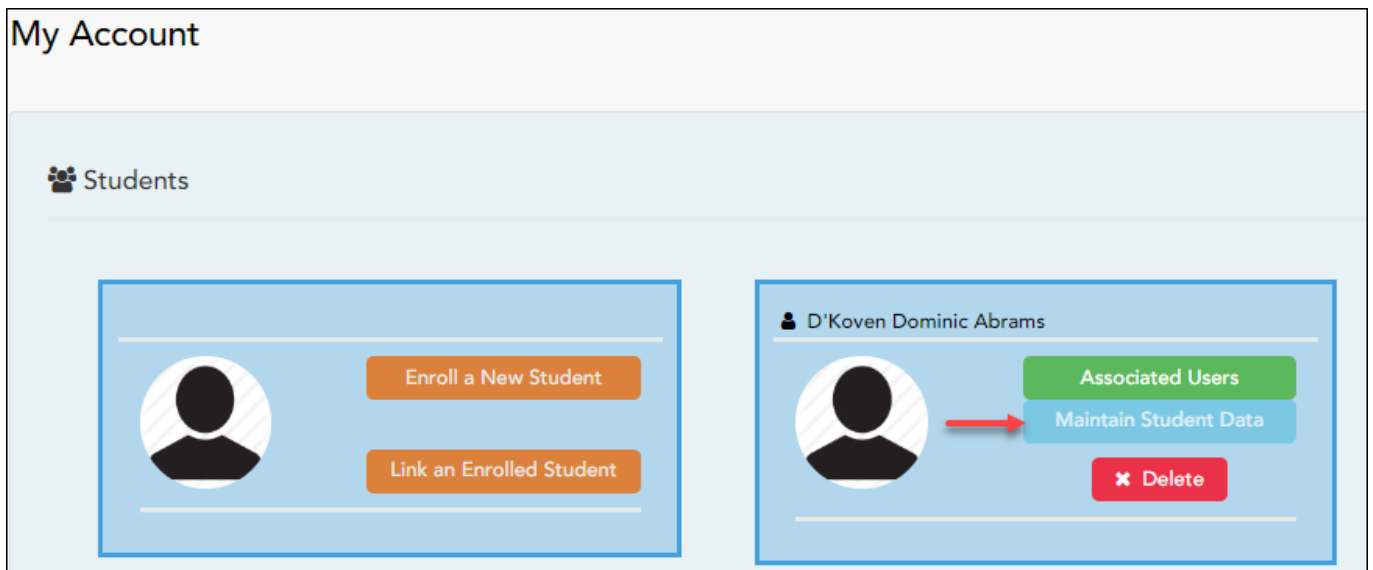 My Account
Students
Enroll a New Student
Link an Enrolled Student
D'Koven Dominic Abrams
Associated Users
Maintain Student Data
Delete